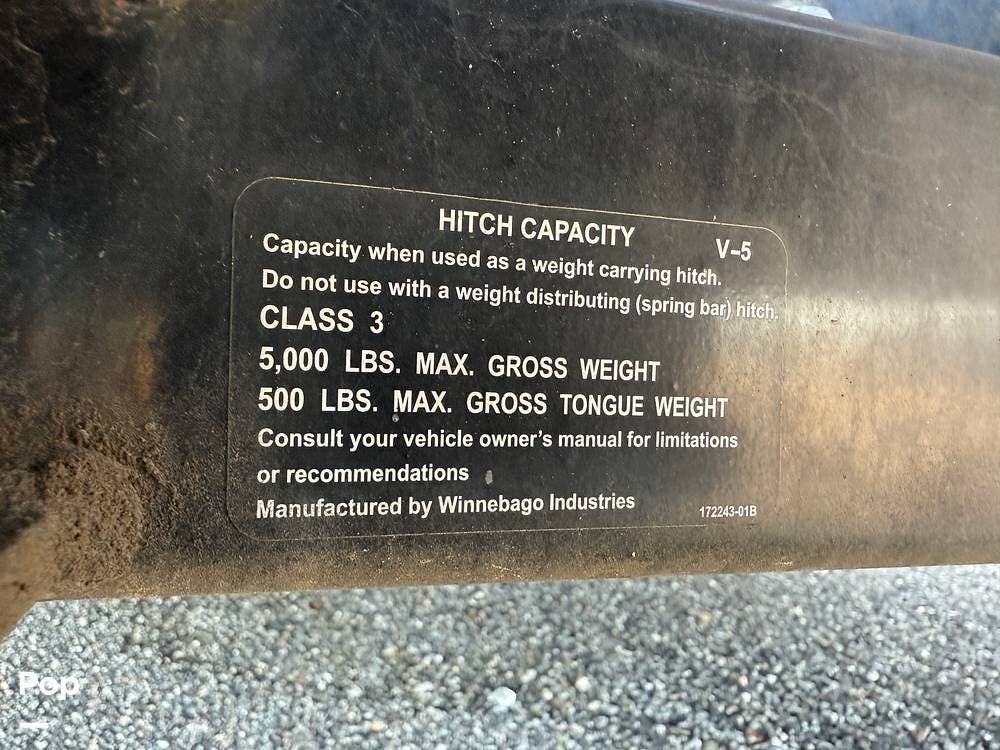 HITCH CAPACITY V-5
Capacity when used as a weight carrying hitch.
Do not use with a weight distributing (spring bar) hitch.
CLASS 3
5,000 LBS. MAX. GROSS WEIGHT
500 LBS. MAX. GROSS TONGUE WEIGHT
Consult your vehicle owner's manual for limitations
or recommendations
Manufactured by Winnebago Industries 172243-01B
Pop